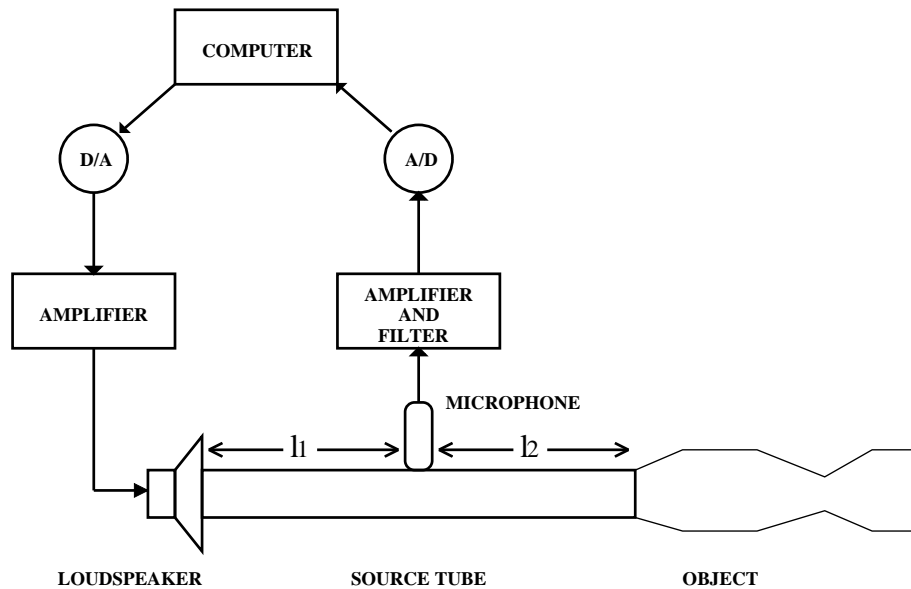 COMPUTER
D/A
A/D
AMPLIFIER
AMPLIFIER
AND
FILTER
MICROPHONE
l1
l2
LOUDSPEAKER
SOURCE TUBE
OBJECT